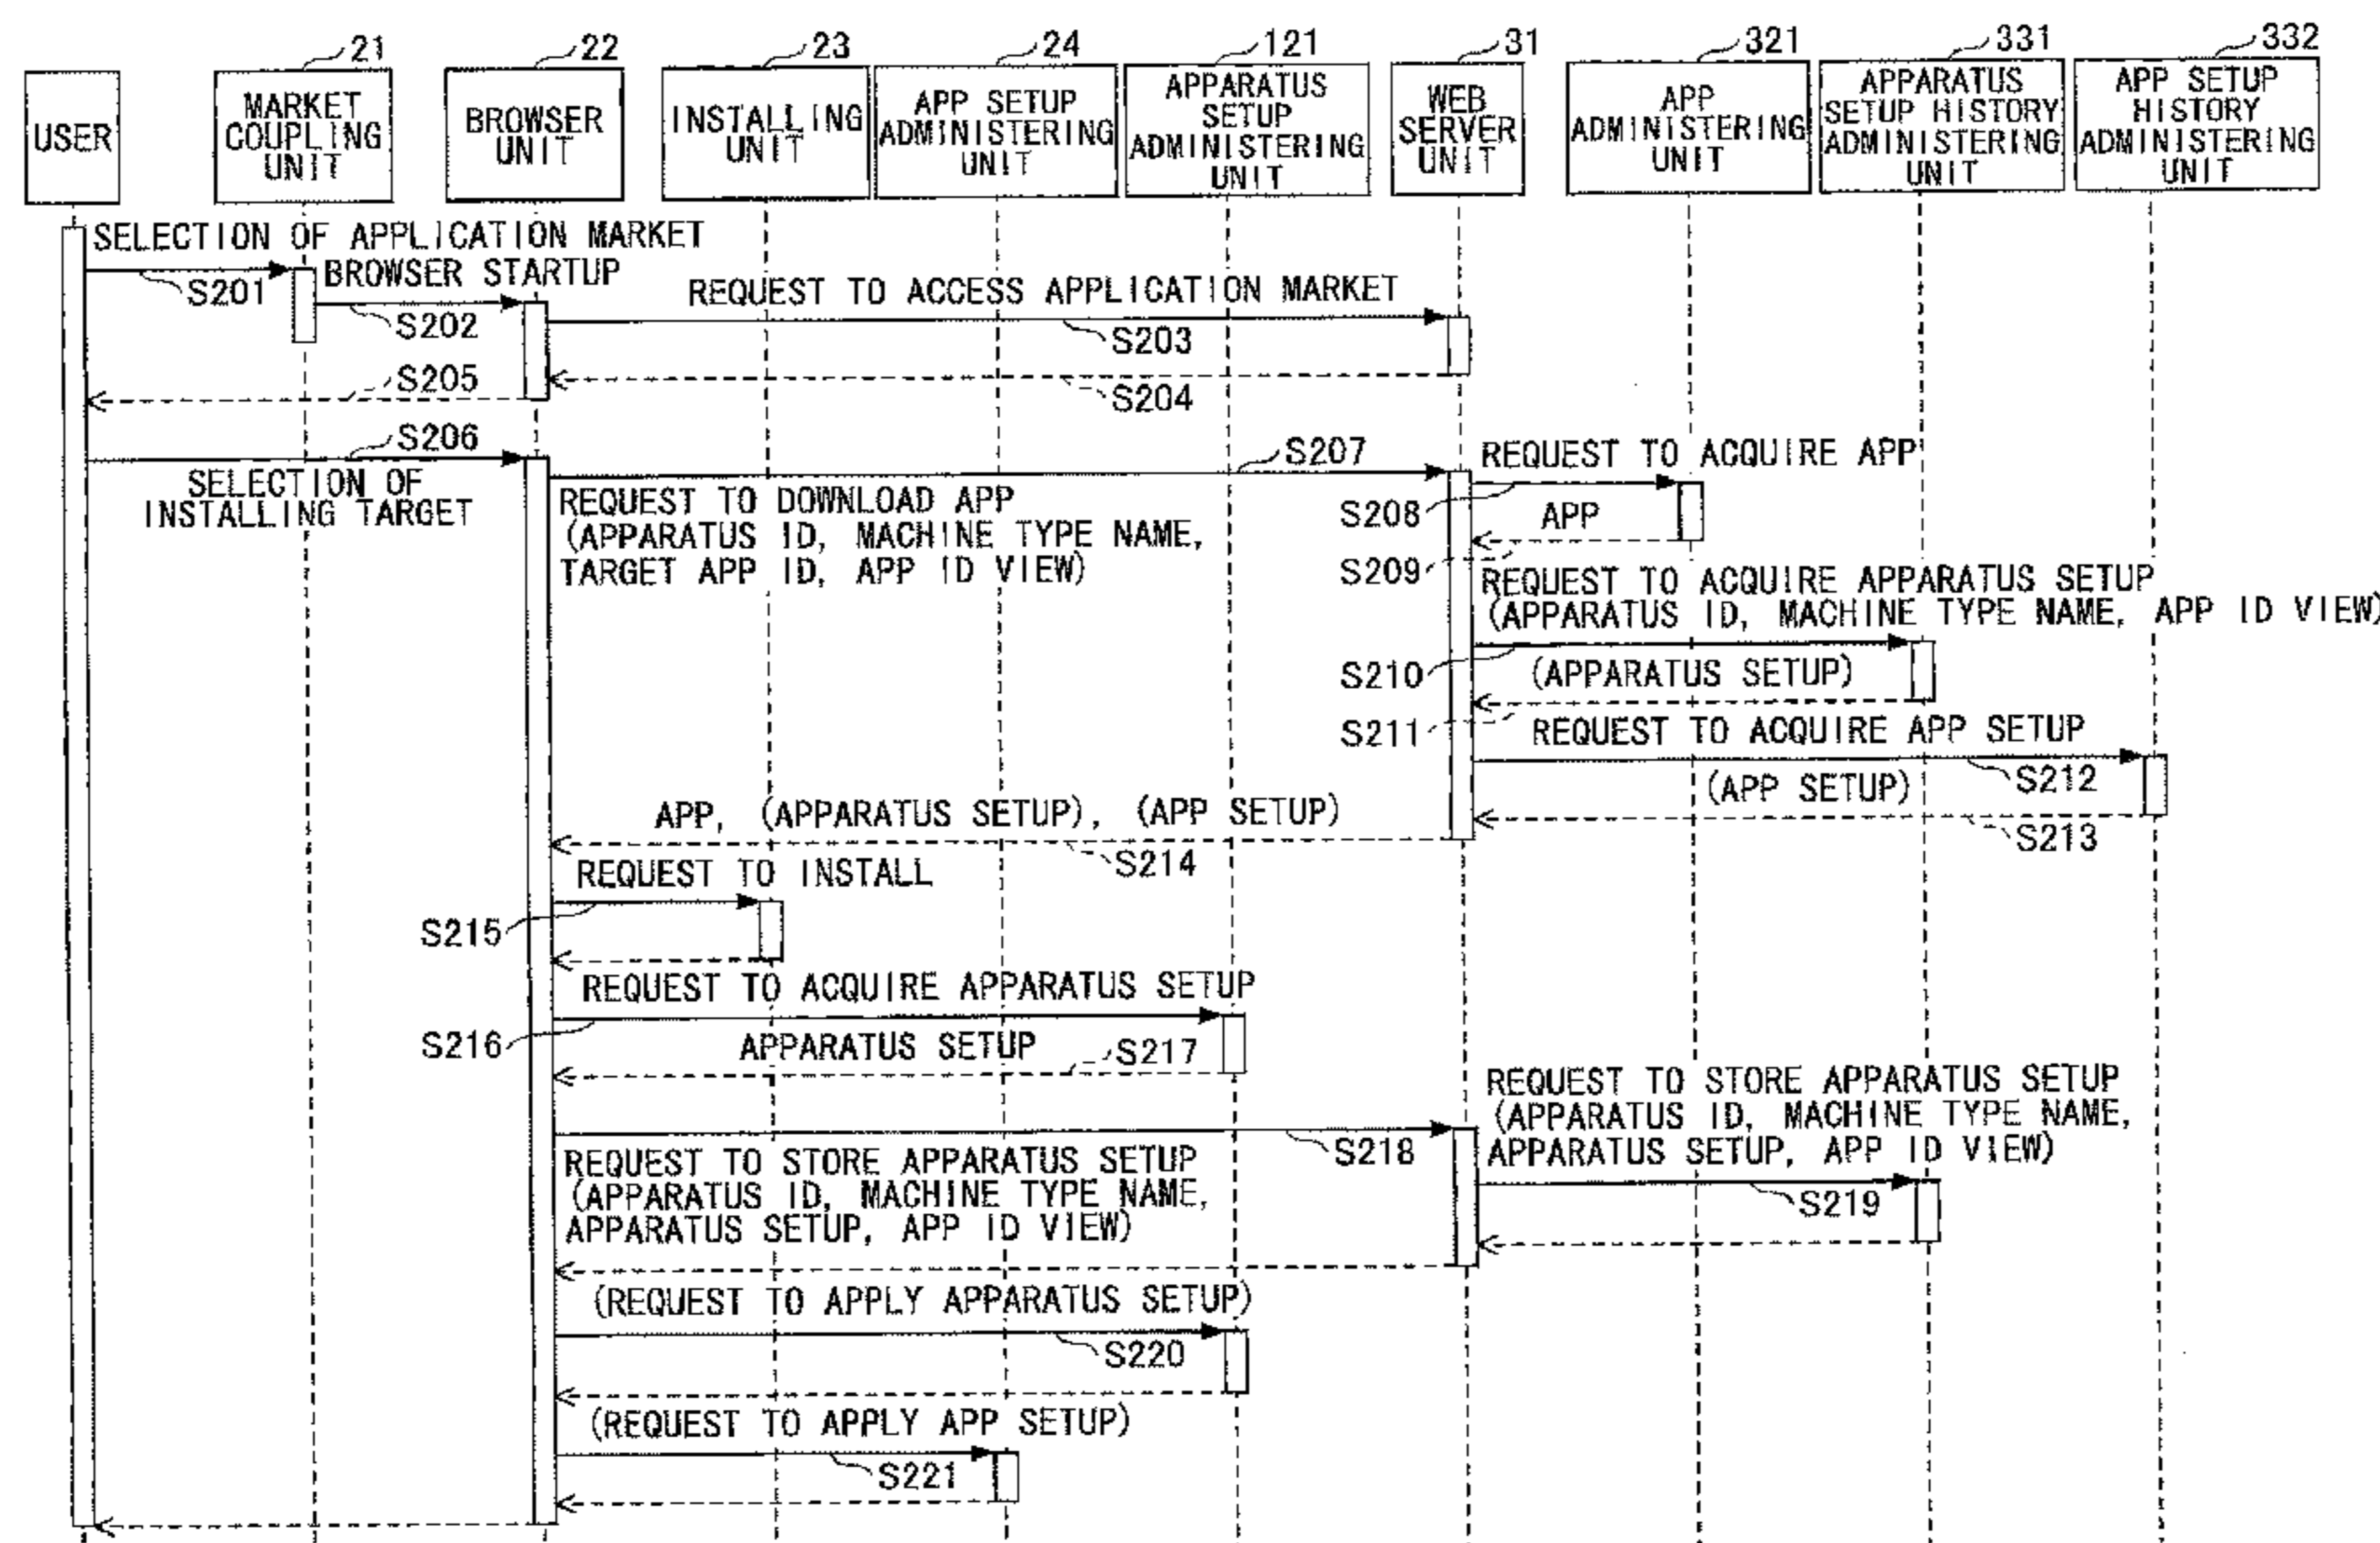 21
22
23
24
121
31
321
331
332
USER
MARKET
COUPLING
UNIT
BROWSER
UNIT
INSTALLING
UNIT
APP SETUP
ADMINISTERING
UNIT
APPARATUS
SETUP
ADMINISTERING
UNIT
WEB
SERVER
UNIT
APP
ADMINISTERING
UNIT
APPARATUS
SETUP HISTORY
ADMINISTERING
UNIT
APP SETUP
HISTORY
ADMINISTERING
UNIT
SELECTION OF APPLICATION MARKET
S201
BROWSER STARTUP
S202
REQUEST TO ACCESS APPLICATION MARKET
S203
S204
S205
S206
SELECTION OF
INSTALLING TARGET
S207
REQUEST TO DOWNLOAD APP
(APPARATUS ID, MACHINE TYPE NAME,
TARGET APP ID, APP ID VIEW)
REQUEST TO ACQUIRE APP
S208
APP
S209
REQUEST TO ACQUIRE APPARATUS SETUP
(APPARATUS ID, MACHINE TYPE NAME, APP ID VIEW)
S210
(APPARATUS SETUP)
S211
REQUEST TO ACQUIRE APP SETUP
S212
(APP SETUP)
S213
APP, (APPARATUS SETUP), (APP SETUP)
S214
REQUEST TO INSTALL
S215
REQUEST TO ACQUIRE APPARATUS SETUP
S216
APPARATUS SETUP
S217
S218
REQUEST TO STORE APPARATUS SETUP
(APPARATUS ID, MACHINE TYPE NAME,
APPARATUS SETUP, APP ID VIEW)
REQUEST TO STORE APPARATUS SETUP
(APPARATUS ID, MACHINE TYPE NAME,
APPARATUS SETUP, APP ID VIEW)
S219
(REQUEST TO APPLY APPARATUS SETUP)
S220
(REQUEST TO APPLY APP SETUP)
S221